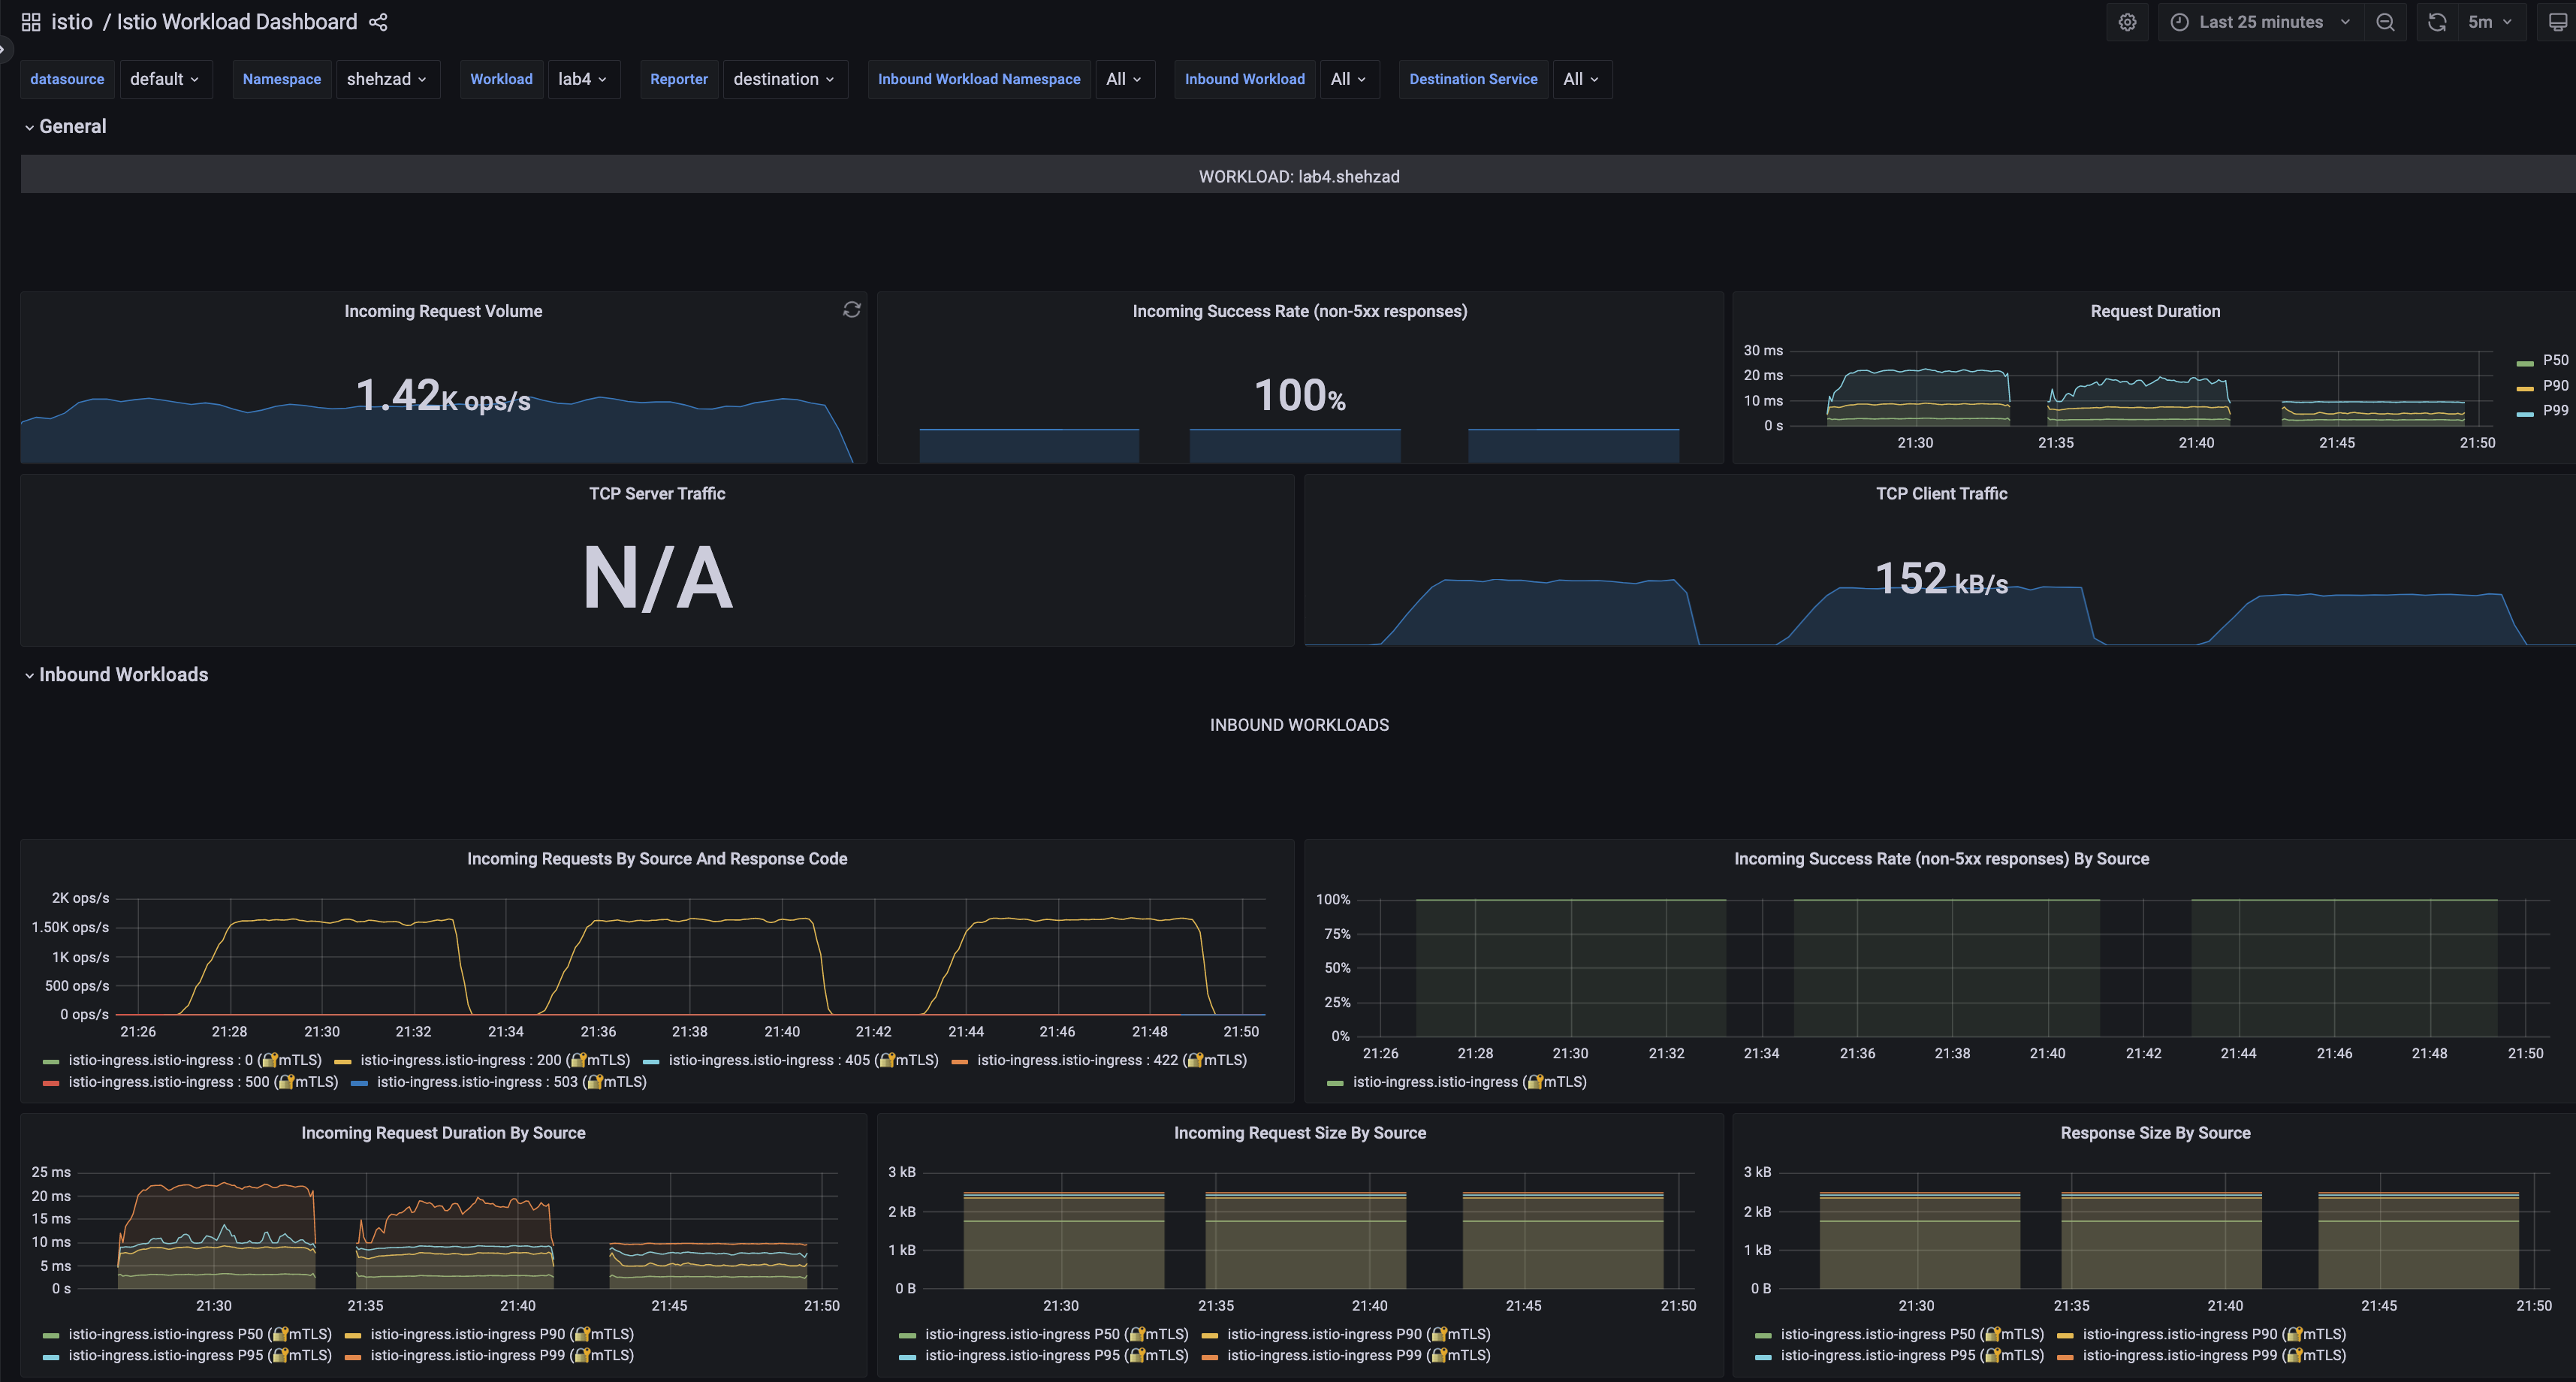 istio / Istio Workload Dashboard
Last 25 minutes
5m
datasource default Namespace shehzad Workload lab4 Reporter destination Inbound Workload Namespace All Inbound Workload All Destination Service All
General
WORKLOAD: lab4.shehzad
Incoming Request Volume
1.42K ops/s
Incoming Success Rate (non-5xx responses)
100%
Request Duration
30 ms
20 ms
10 ms
0 s
21:30 21:35 21:40 21:45 21:50
P50
P90
P99
TCP Server Traffic
N/A
TCP Client Traffic
152 kB/s
Inbound Workloads
INBOUND WORKLOADS
Incoming Requests By Source And Response Code
2K ops/s
1.50K ops/s
1K ops/s
500 ops/s
0 ops/s
21:26 21:28 21:30 21:32 21:34 21:36 21:38 21:40 21:42 21:44 21:46 21:48 21:50
istio-ingress.istio-ingress : 0 (🔐mTLS) istio-ingress.istio-ingress : 200 (🔐mTLS) istio-ingress.istio-ingress : 405 (🔐mTLS) istio-ingress.istio-ingress : 422 (🔐mTLS)
istio-ingress.istio-ingress : 500 (🔐mTLS) istio-ingress.istio-ingress : 503 (🔐mTLS)
Incoming Success Rate (non-5xx responses) By Source
100%
75%
50%
25%
0%
21:26 21:28 21:30 21:32 21:34 21:36 21:38 21:40 21:42 21:44 21:46 21:48 21:50
istio-ingress.istio-ingress (🔐mTLS)
Incoming Request Duration By Source
25 ms
20 ms
15 ms
10 ms
5 ms
0 s
21:30 21:35 21:40 21:45 21:50
istio-ingress.istio-ingress P50 (🔐mTLS) istio-ingress.istio-ingress P90 (🔐mTLS)
istio-ingress.istio-ingress P95 (🔐mTLS) istio-ingress.istio-ingress P99 (🔐mTLS)
Incoming Request Size By Source
3 kB
2 kB
1 kB
0 B
21:30 21:35 21:40 21:45 21:50
istio-ingress.istio-ingress P50 (🔐mTLS) istio-ingress.istio-ingress P90 (🔐mTLS)
istio-ingress.istio-ingress P95 (🔐mTLS) istio-ingress.istio-ingress P99 (🔐mTLS)
Response Size By Source
3 kB
2 kB
1 kB
0 B
21:30 21:35 21:40 21:45 21:50
istio-ingress.istio-ingress P50 (🔐mTLS) istio-ingress.istio-ingress P90 (🔐mTLS)
istio-ingress.istio-ingress P95 (🔐mTLS) istio-ingress.istio-ingress P99 (🔐mTLS)